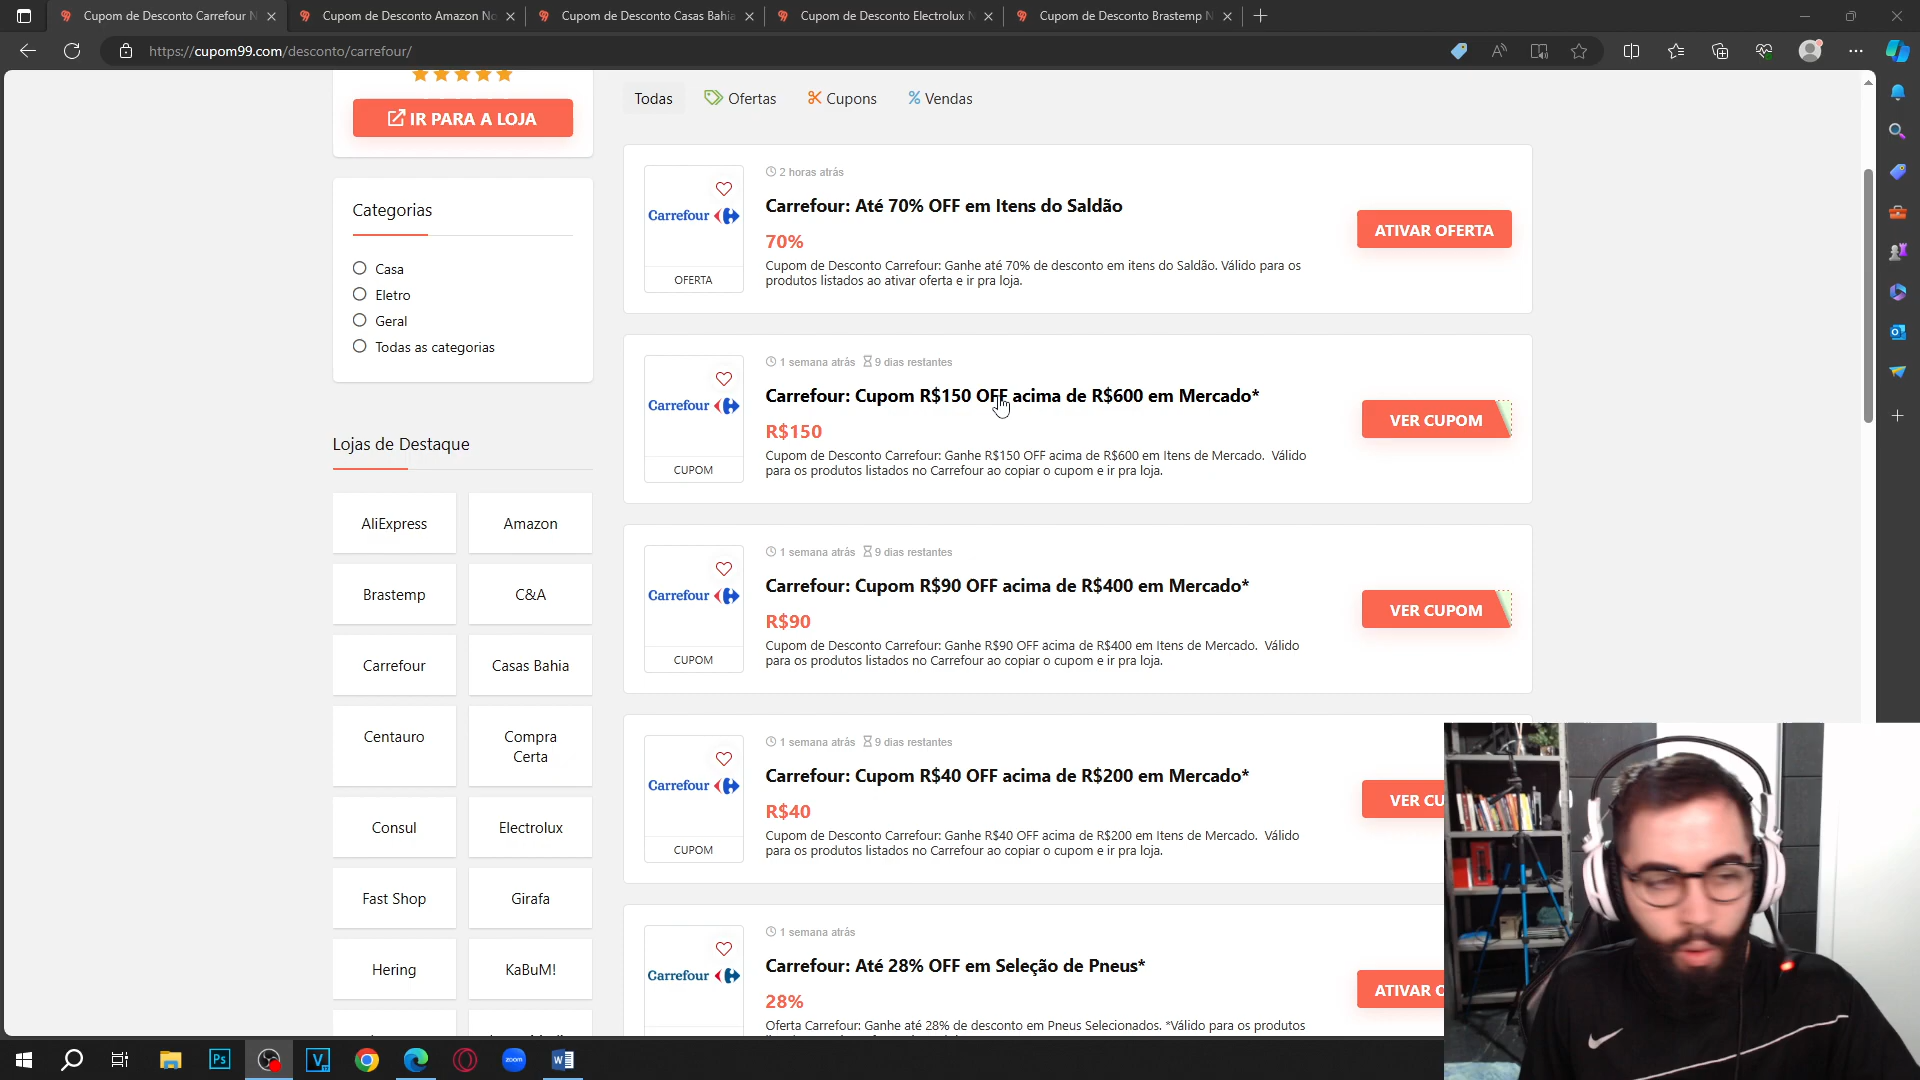 Cupom de Desconto Carrefour N
Cupom de Desconto Amazon No
Cupom de Desconto Casas Bahia
Cupom de Desconto Electrolux N
Cupom de Desconto Brastemp N
https://cupom99.com/desconto/carrefour/
IR PARA A LOJA
Categorias
Casa
Eletro
Geral
Todas as categorias
Lojas de Destaque
AliExpress
Amazon
Brastemp
C&A
Carrefour
Casas Bahia
Centauro
Compra
Certa
Consul
Electrolux
Fast Shop
Girafa
Hering
KaBuM!
Todas
Ofertas
Cupons
% Vendas
2 horas atrás
Carrefour
OFERTA
Carrefour: Até 70% OFF em Itens do Saldão
70%
Cupom de Desconto Carrefour: Ganhe até 70% de desconto em itens do Saldão. Válido para os
produtos listados ao ativar oferta e ir pra loja.
ATIVAR OFERTA
1 semana atrás 9 dias restantes
Carrefour
CUPOM
Carrefour: Cupom R$150 OFF acima de R$600 em Mercado*
R$150
Cupom de Desconto Carrefour: Ganhe R$150 OFF acima de R$600 em Itens de Mercado. Válido
para os produtos listados no Carrefour ao copiar o cupom e ir pra loja.
VER CUPOM
1 semana atrás 9 dias restantes
Carrefour
CUPOM
Carrefour: Cupom R$90 OFF acima de R$400 em Mercado*
R$90
Cupom de Desconto Carrefour: Ganhe R$90 OFF acima de R$400 em Itens de Mercado. Válido
para os produtos listados no Carrefour ao copiar o cupom e ir pra loja.
VER CUPOM
1 semana atrás 9 dias restantes
Carrefour
CUPOM
Carrefour: Cupom R$40 OFF acima de R$200 em Mercado*
R$40
Cupom de Desconto Carrefour: Ganhe R$40 OFF acima de R$200 em Itens de Mercado. Válido
para os produtos listados no Carrefour ao copiar o cupom e ir pra loja.
VER CU
1 semana atrás
Carrefour
Carrefour: Até 28% OFF em Seleção de Pneus*
28%
Oferta Carrefour: Ganhe até 28% de desconto em Pneus Selecionados. *Válido para os produtos
ATIVAR O
Ps
V
zoom
W